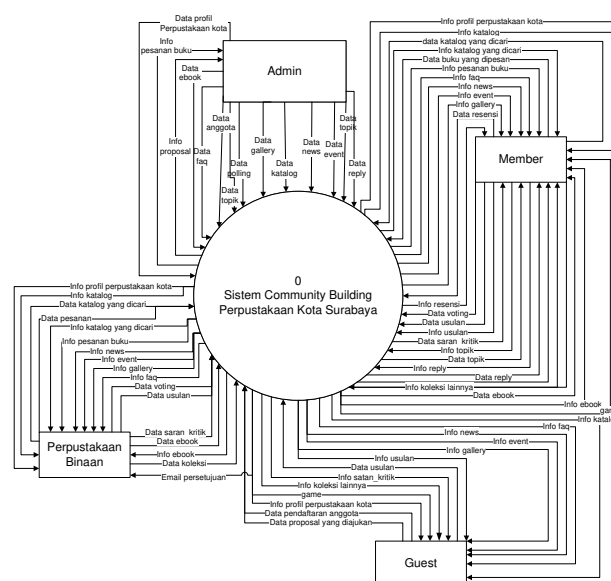 Data profil
Perpustakaan kota
Info
pesanan buku
Data
ebook
Info
proposal
Data
faq
Admin
Data
anggota
Data
polling
Data
topik
Data
gallery
Data
katalog
Data
news
Data
event
Data
topik
Data
reply
Info profil perpustakaan kota
Info katalog
data katalog yang dicari
Info katalog yang dicari
Data buku yang dipesan
Info pesanan buku
Info faq
Info news
Info event
Info gallery
Data resensi
Member
0
Sistem Community Building
Perpustakaan Kota Surabaya
Info resensi
Data voting
Data usulan
Info usulan
Data saran kritik
Info topik
Data topik
Info reply
Data reply
Info koleksi lainnya
Data ebook
Info ebook
gam
Info katalo
Info faq
Info news
Info event
Info gallery
Info profil perpustakaan kota
Info katalog
Data katalog yang dicari
Data pesanan
Info katalog yang dicari
Info pesanan buku
Info news
Info event
Info gallery
Info faq
Data voting
Data usulan
Perpustakaan
Binaan
Data saran kritik
Data ebook
Info ebook
Data koleksi
Email persetujuan
Info usulan
Data usulan
Info satan_kritik
Info koleksi lainnya
game
Info profil perpustakaan kota
Data pendaftaran anggota
Data proposal yang diajukan
Guest